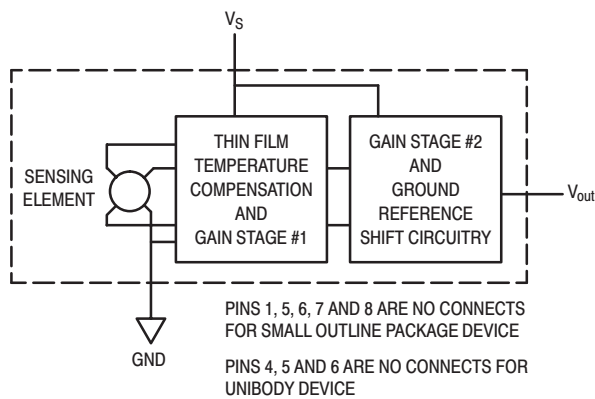 V_S
SENSING
ELEMENT
THIN FILM
TEMPERATURE
COMPENSATION
AND
GAIN STAGE #1
GAIN STAGE #2
AND
GROUND
REFERENCE
SHIFT CIRCUITRY
V_out
GND
PINS 1, 5, 6, 7 AND 8 ARE NO CONNECTS
FOR SMALL OUTLINE PACKAGE DEVICE
PINS 4, 5 AND 6 ARE NO CONNECTS FOR
UNIBODY DEVICE